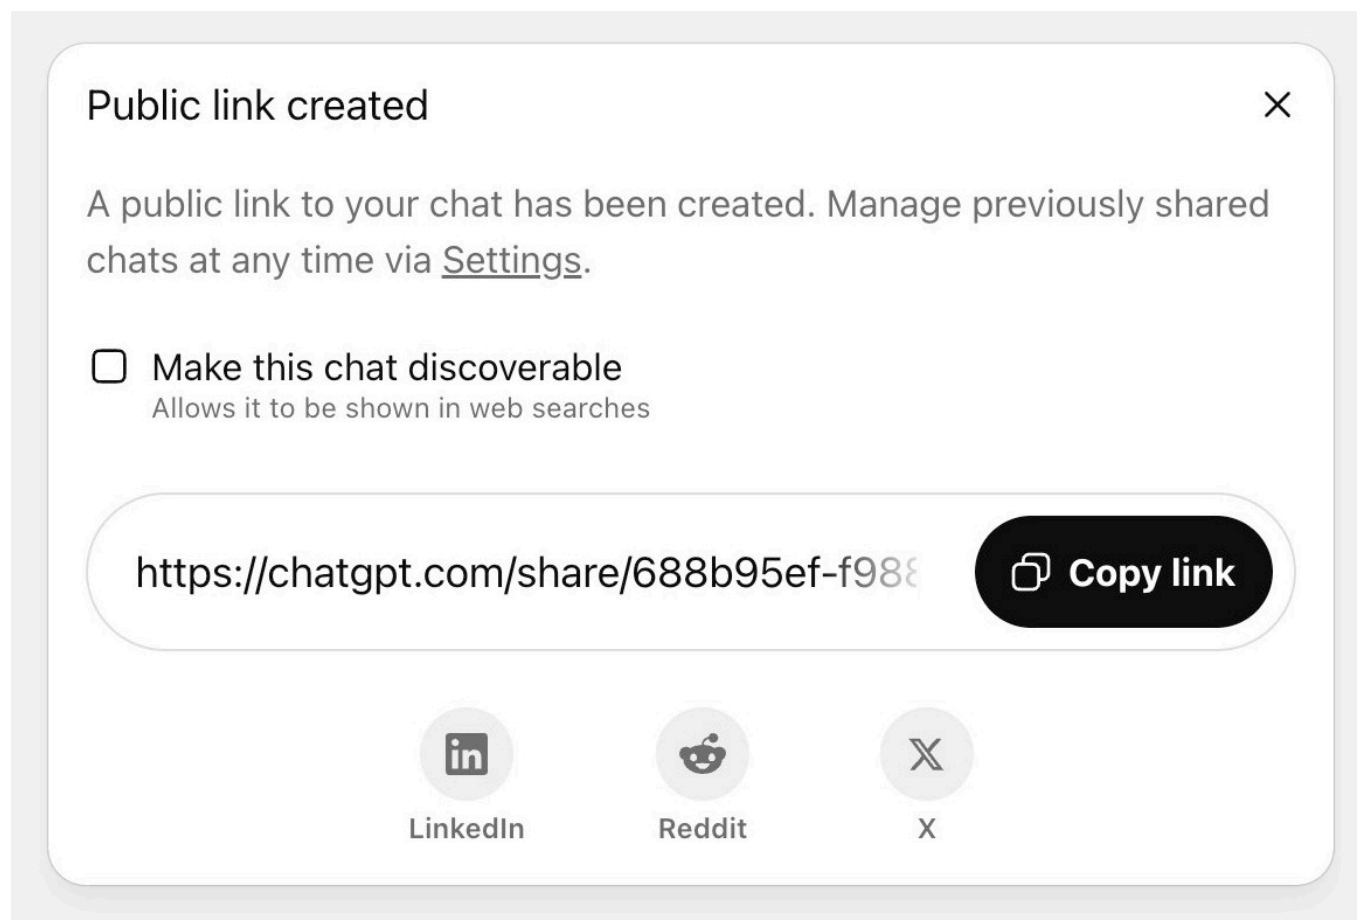 Public link created
A public link to your chat has been created. Manage previously shared
chats at any time via Settings.
Make this chat discoverable
Allows it to be shown in web searches
https://chatgpt.com/share/688b95ef-f988
Copy link
LinkedIn
Reddit
X